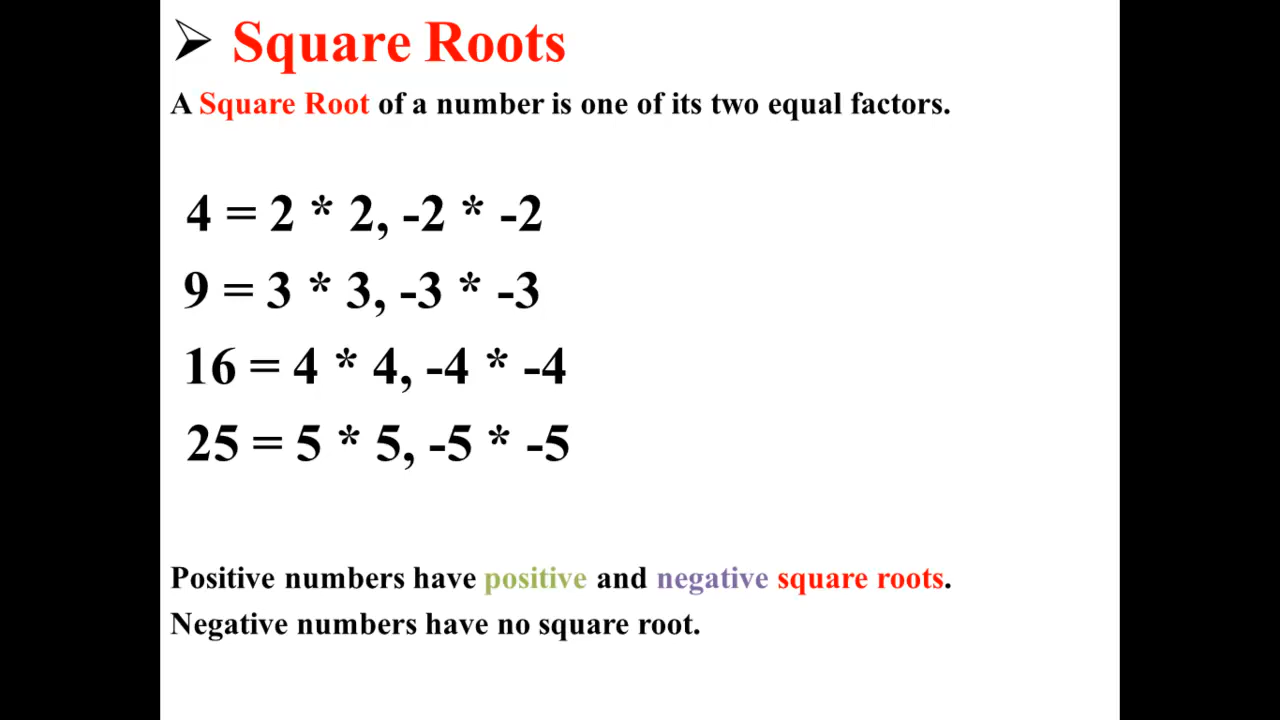 Square Roots
A Square Root of a number is one of its two equal factors.
4 = 2 * 2, -2 * -2
9 = 3 * 3, -3 * -3
16 = 4 * 4, -4 * -4
25 = 5 * 5, -5 * -5
Positive numbers have positive and negative square roots.
Negative numbers have no square root.